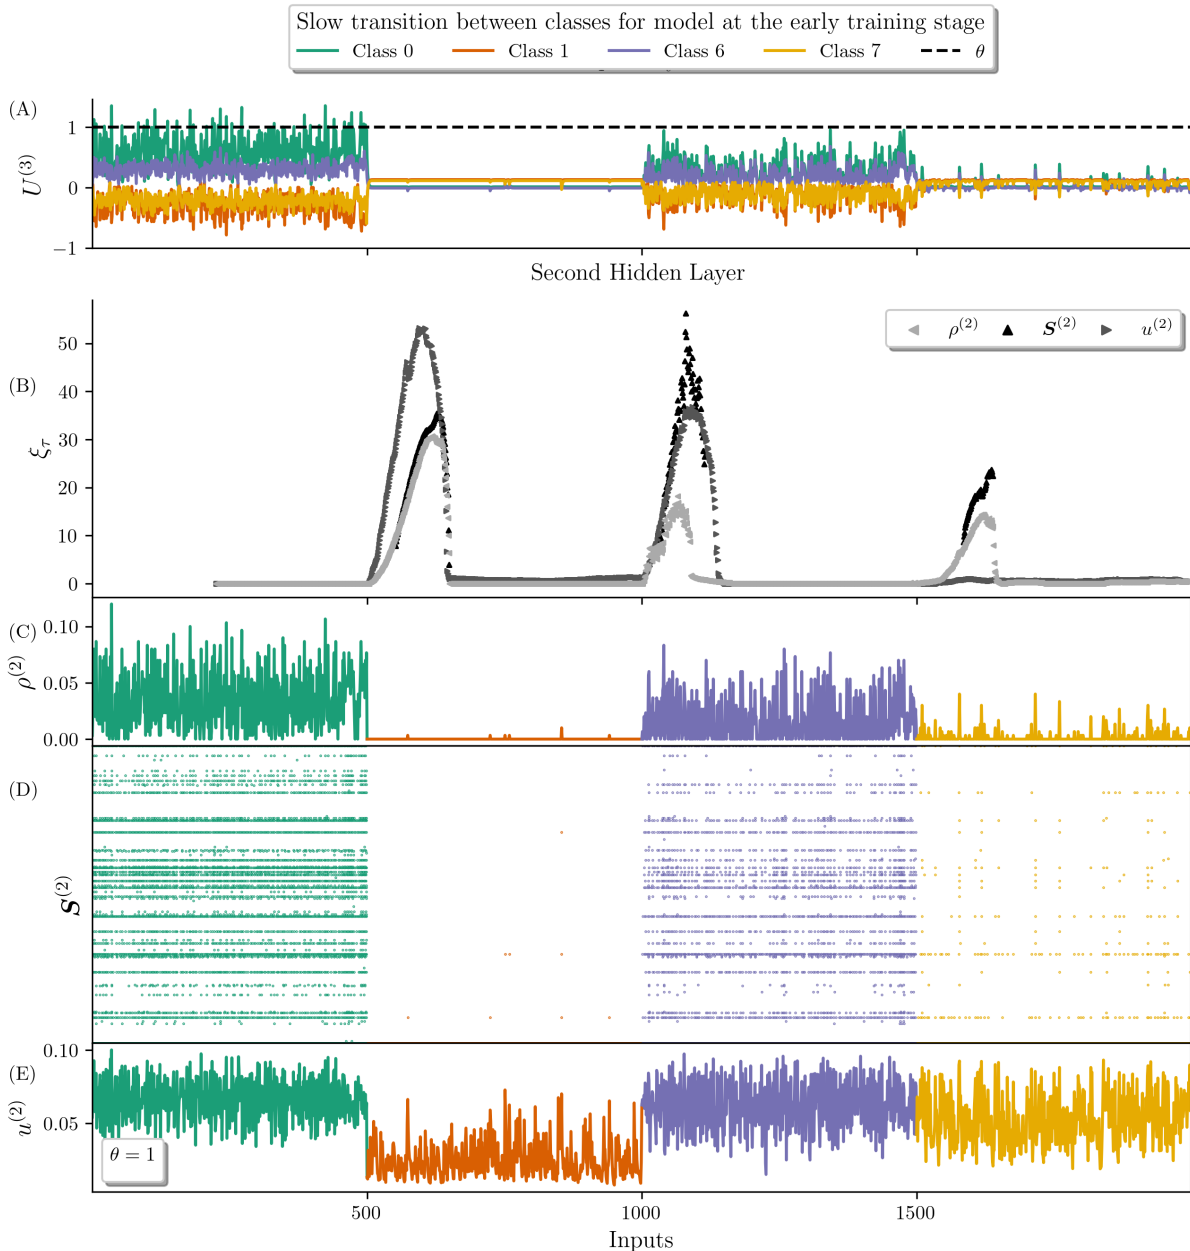 Slow transition between classes for model at the early training stage
Class 0 Class 1 Class 6 Class 7 θ
(A)
U⁽³⁾
1
0
−1
Second Hidden Layer
ρ⁽²⁾ S⁽²⁾ u⁽²⁾
(B)
ξτ
50
40
30
20
10
0
(C)
ρ⁽²⁾
0.10
0.05
0.00
(D)
S⁽²⁾
(E)
u⁽²⁾
0.10
0.05
θ = 1
500 1000 1500
Inputs